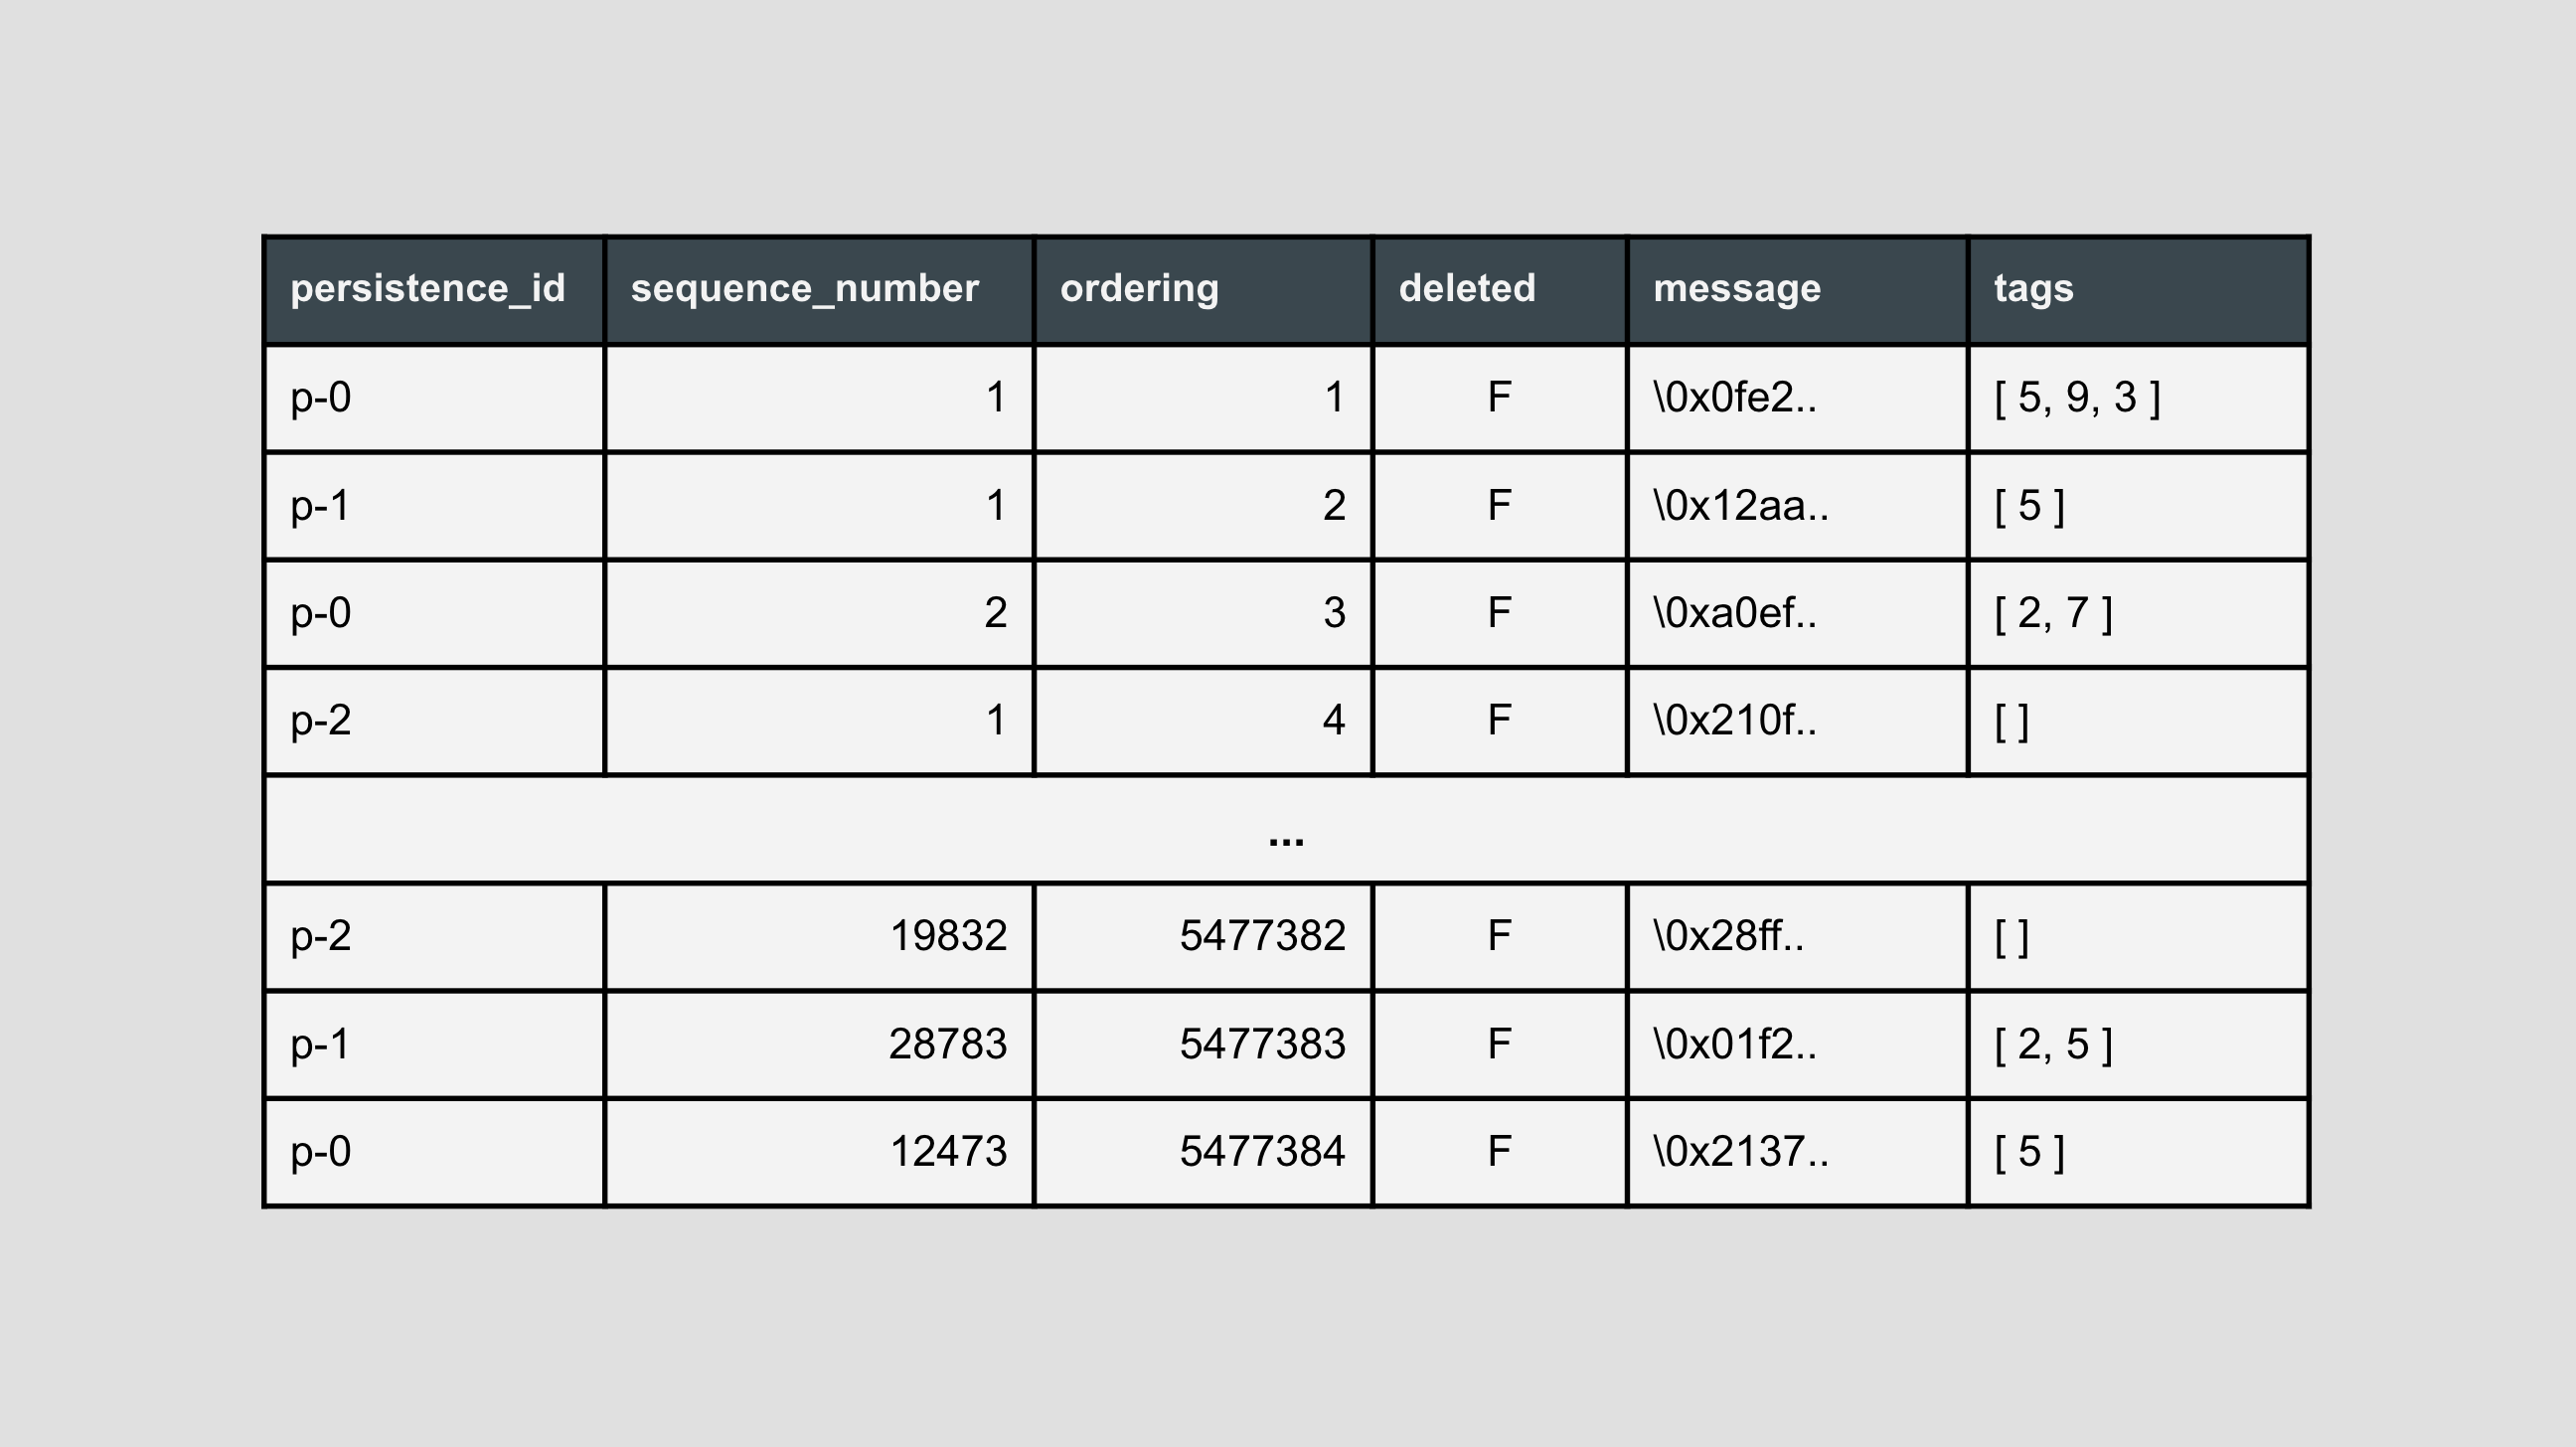 persistence_id sequence_number ordering deleted message tags
p-0 1 1 F \0x0fe2.. [ 5, 9, 3 ]
p-1 1 2 F \0x12aa.. [ 5 ]
p-0 2 3 F \0xa0ef.. [ 2, 7 ]
p-2 1 4 F \0x210f.. [ ]
...
p-2 19832 5477382 F \0x28ff.. [ ]
p-1 28783 5477383 F \0x01f2.. [ 2, 5 ]
p-0 12473 5477384 F \0x2137.. [ 5 ]